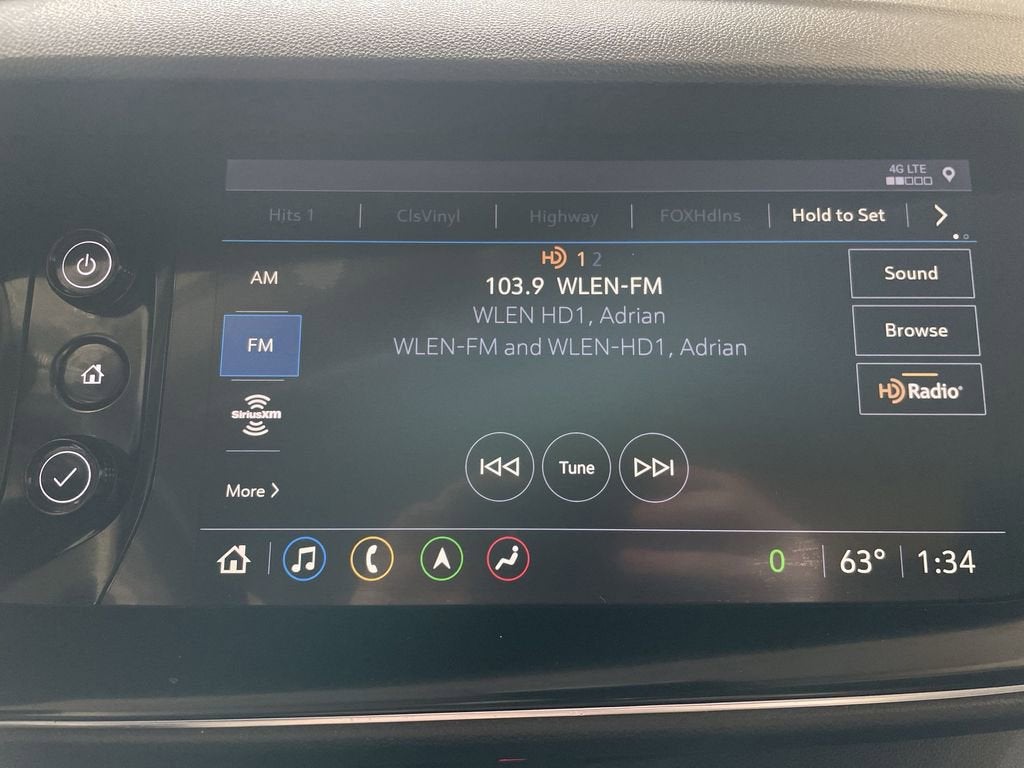 4G LTE
Hits 1 ClsVinyl Highway FOXHdlns Hold to Set
HD 1 2
AM
103.9 WLEN-FM
Sound
WLEN HD1, Adrian
FM
WLEN-FM and WLEN-HD1, Adrian
Browse
HD Radio
SiriusXM
Tune
More
0 63° 1:34